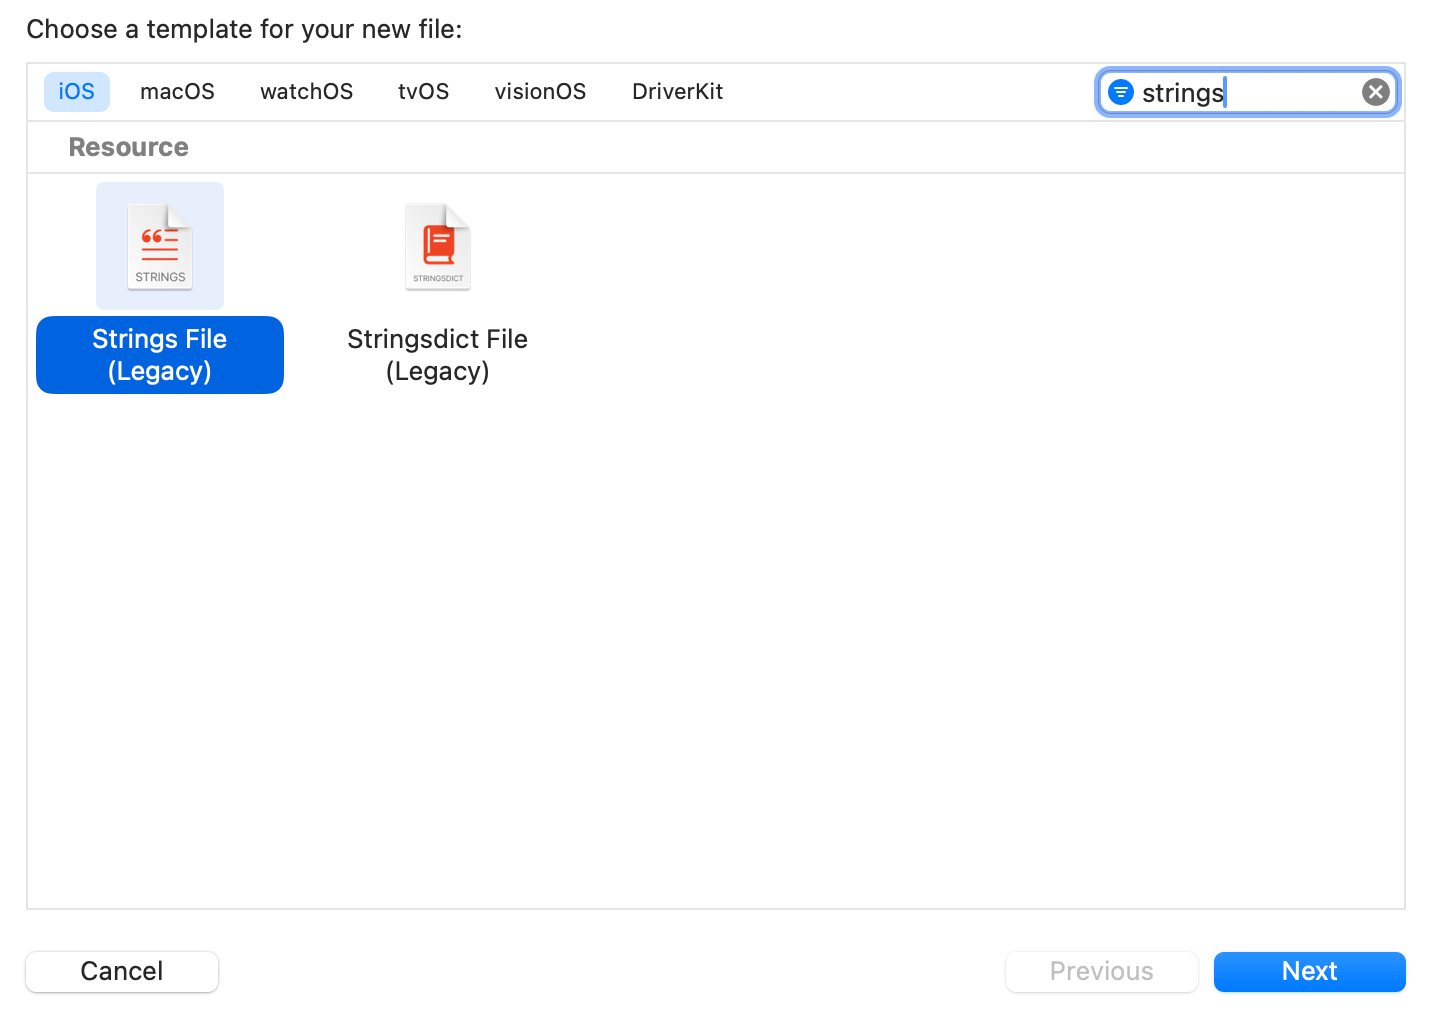 Choose a template for your new file:
iOS macOS watchOS tvOS visionOS DriverKit strings
Resource
STRINGS STRINGSDICT
Strings File Stringsdict File
(Legacy) (Legacy)
Cancel Previous Next